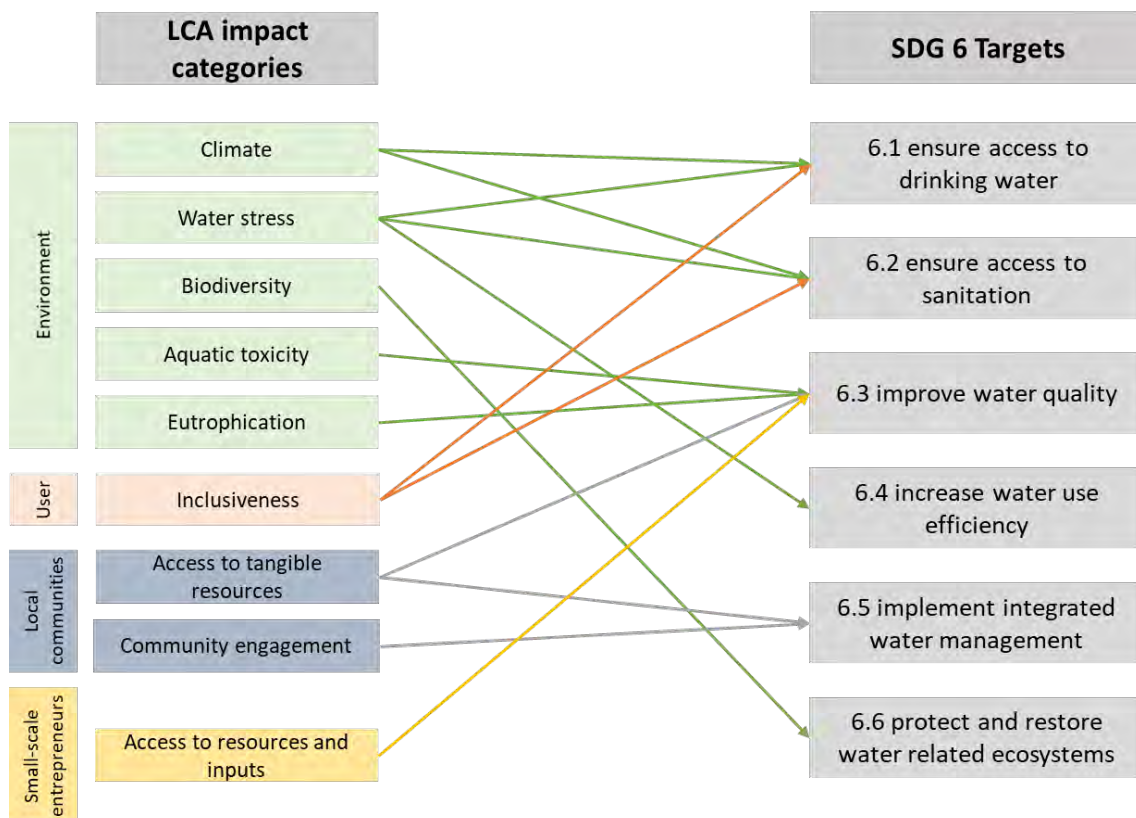 LCA impact
categories
SDG 6 Targets
Environment
Climate
Water stress
Biodiversity
Aquatic toxicity
Eutrophication
User
Inclusiveness
Local
communities
Access to tangible
resources
Community engagement
Small-scale
entrepreneurs
Access to resources and
inputs
6.1 ensure access to
drinking water
6.2 ensure access to
sanitation
6.3 improve water quality
6.4 increase water use
efficiency
6.5 implement integrated
water management
6.6 protect and restore
water related ecosystems